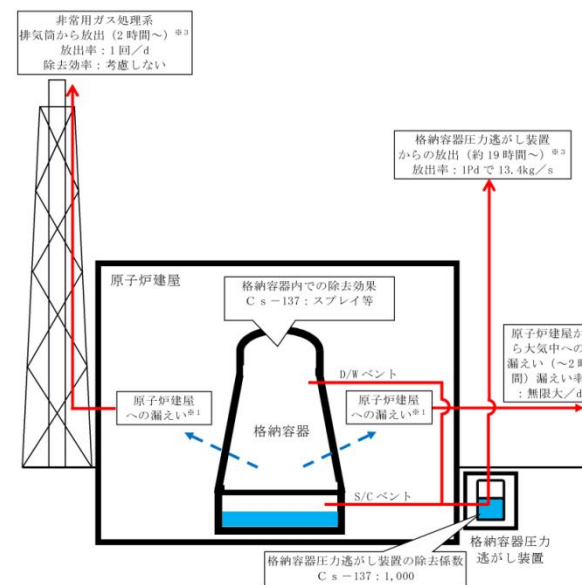 非常用ガス処理系
排気筒から放出（2時間～）※3
放出率：1回／d
除去効率：考慮しない
格納容器圧力逃がし装置
からの放出（約19時間～）※3
放出率：1Pdで13.4kg／s
原子炉建屋
格納容器内での除去効果
Cs－137：スプレイ等
D/Wベント
原子炉建屋
への漏えい※1
格納容器
原子炉建屋
への漏えい※1
原子炉建屋か
ら大気中への
漏えい（～2時
間）漏えい率
：無限大／d
S/Cベント
格納容器圧力
逃がし装置
格納容器圧力逃がし装置の除去係数
Cs－137：1,000